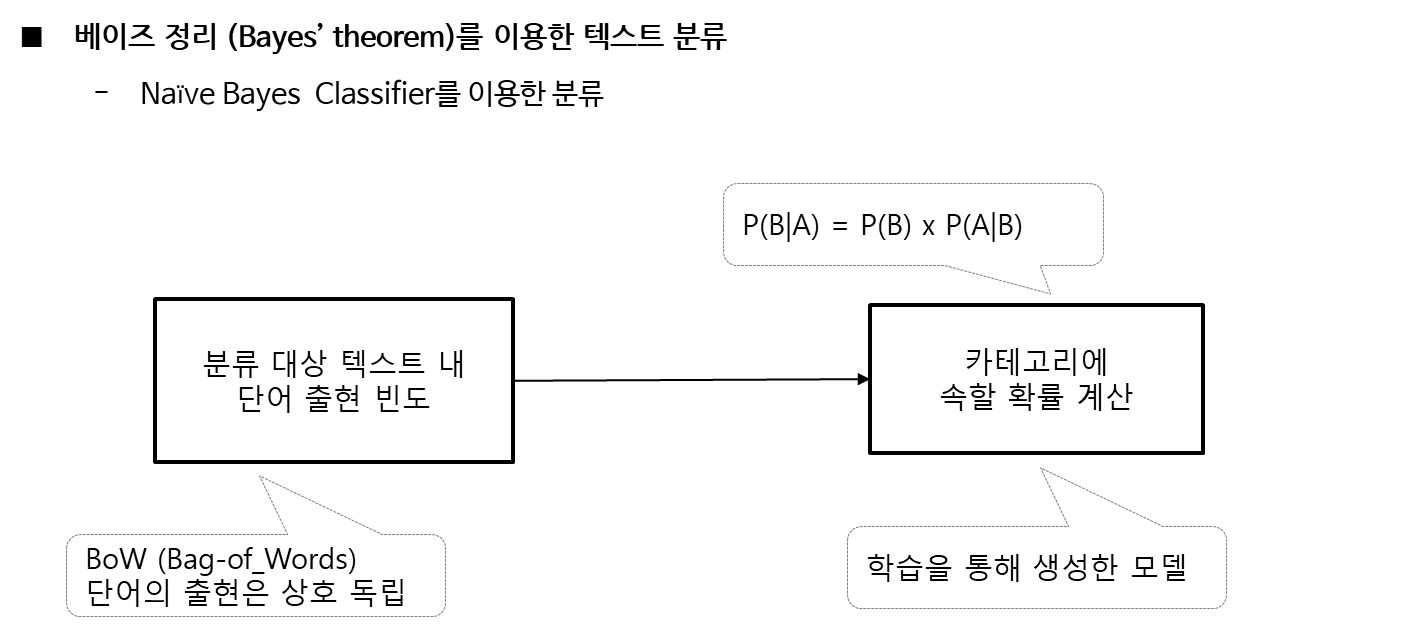 ■ 베이즈 정리 (Bayes’ theorem)를 이용한 텍스트 분류
- Naïve Bayes Classifier를 이용한 분류
P(B|A) = P(B) x P(A|B)
분류 대상 텍스트 내
단어 출현 빈도
카테고리에
속할 확률 계산
BoW (Bag-of_Words)
단어의 출현은 상호 독립
학습을 통해 생성한 모델